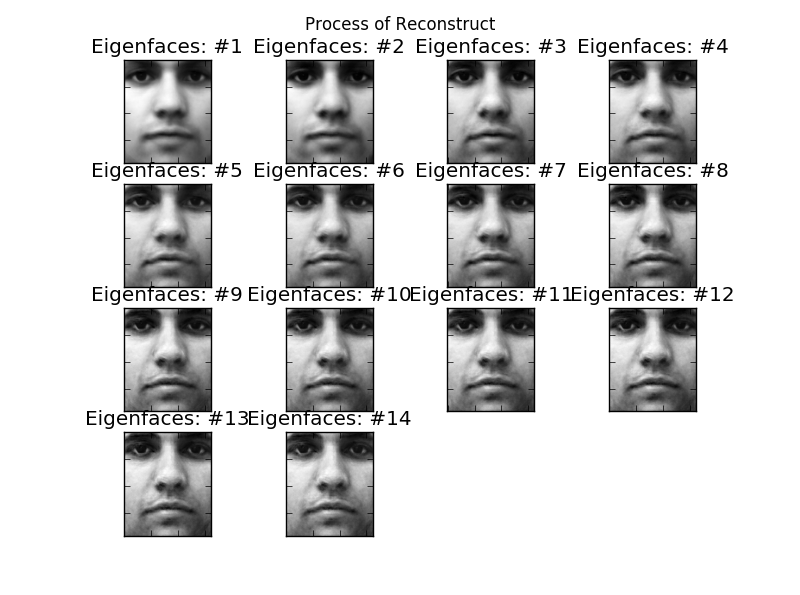 Process of Reconstruct
Eigenfaces: #1 Eigenfaces: #2 Eigenfaces: #3 Eigenfaces: #4
Eigenfaces: #5 Eigenfaces: #6 Eigenfaces: #7 Eigenfaces: #8
Eigenfaces: #9 Eigenfaces: #10 Eigenfaces: #11 Eigenfaces: #12
Eigenfaces: #13 Eigenfaces: #14